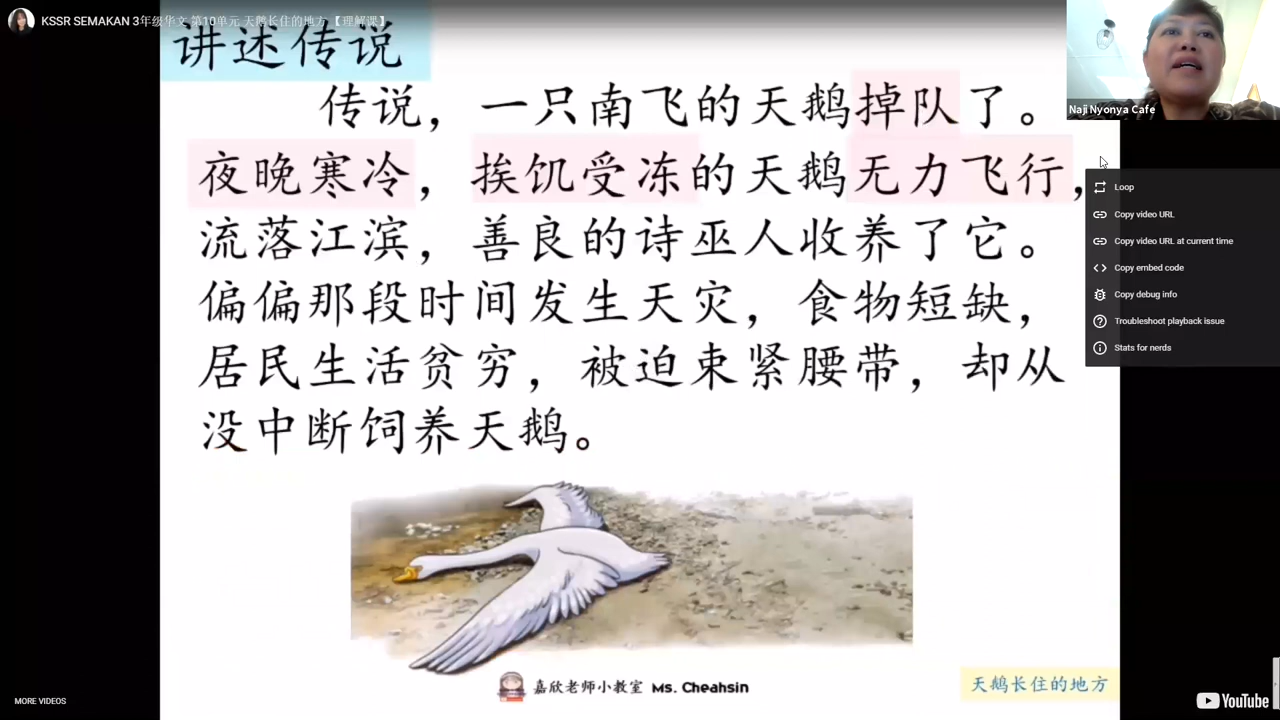 KSSR SEMAKAN 3年级华文 第10单元 天鹅长住的地方 【理解课】
讲述传说
传说，一只南飞的天鹅掉队了。
夜晚寒冷，挨饥受冻的天鹅无力飞行，
流落江滨，善良的诗巫人收养了它。
偏偏那段时间发生天灾，食物短缺，
居民生活贫穷，被迫束紧腰带，却从
没中断饲养天鹅。
Naji Nyonya Cafe
Loop
Copy video URL
Copy video URL at current time
Copy embed code
Copy debug info
Troubleshoot playback issue
Stats for nerds
嘉欣老师小教室 Ms. Cheahsin
天鹅长住的地方
MORE VIDEOS
YouTube